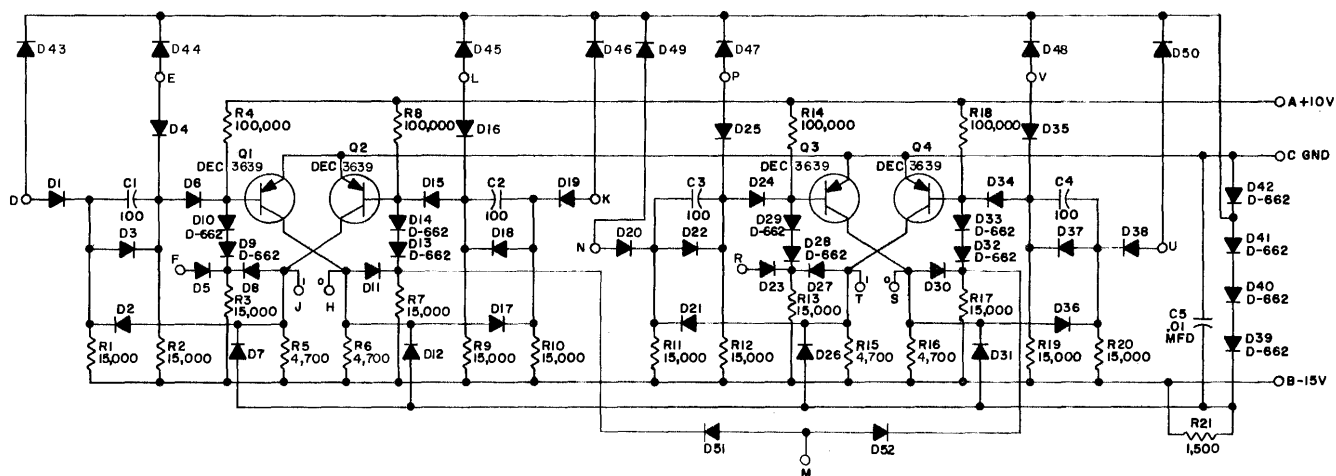 D43
D44
D45
D46
D49
D47
D48
D50
E
L
P
V
A+10V
R4
100,000
R8
100,000
R14
100,000
R18
100,000
D4
D16
D25
D35
Q1
DEC 3639
Q2
DEC 3639
Q3
DEC 3639
Q4
DEC 3639
C GND
D
D1
C1
100
D6
D15
C2
100
D19
K
C3
100
D24
D34
C4
100
D42
D-662
D3
D10
D-662
D9
D-662
D14
D-662
D13
D-662
D18
N
D20
D22
D29
D-662
D28
D-662
D33
D-662
D32
D-662
D37
D38
U
D41
D-662
F
D5
D8
1
J
0
H
D11
R
D23
D27
1
T
0
S
D30
D40
D-662
R3
15,000
R7
15,000
R13
15,000
R17
15,000
D2
D17
D21
D36
C5
.01
MFD
D39
D-662
R1
15,000
R2
15,000
D7
R5
4,700
R6
4,700
D12
R9
15,000
R10
15,000
R11
15,000
R12
15,000
D26
R15
4,700
R16
4,700
D31
R19
15,000
R20
15,000
B-15V
D51
D52
M
R21
1,500